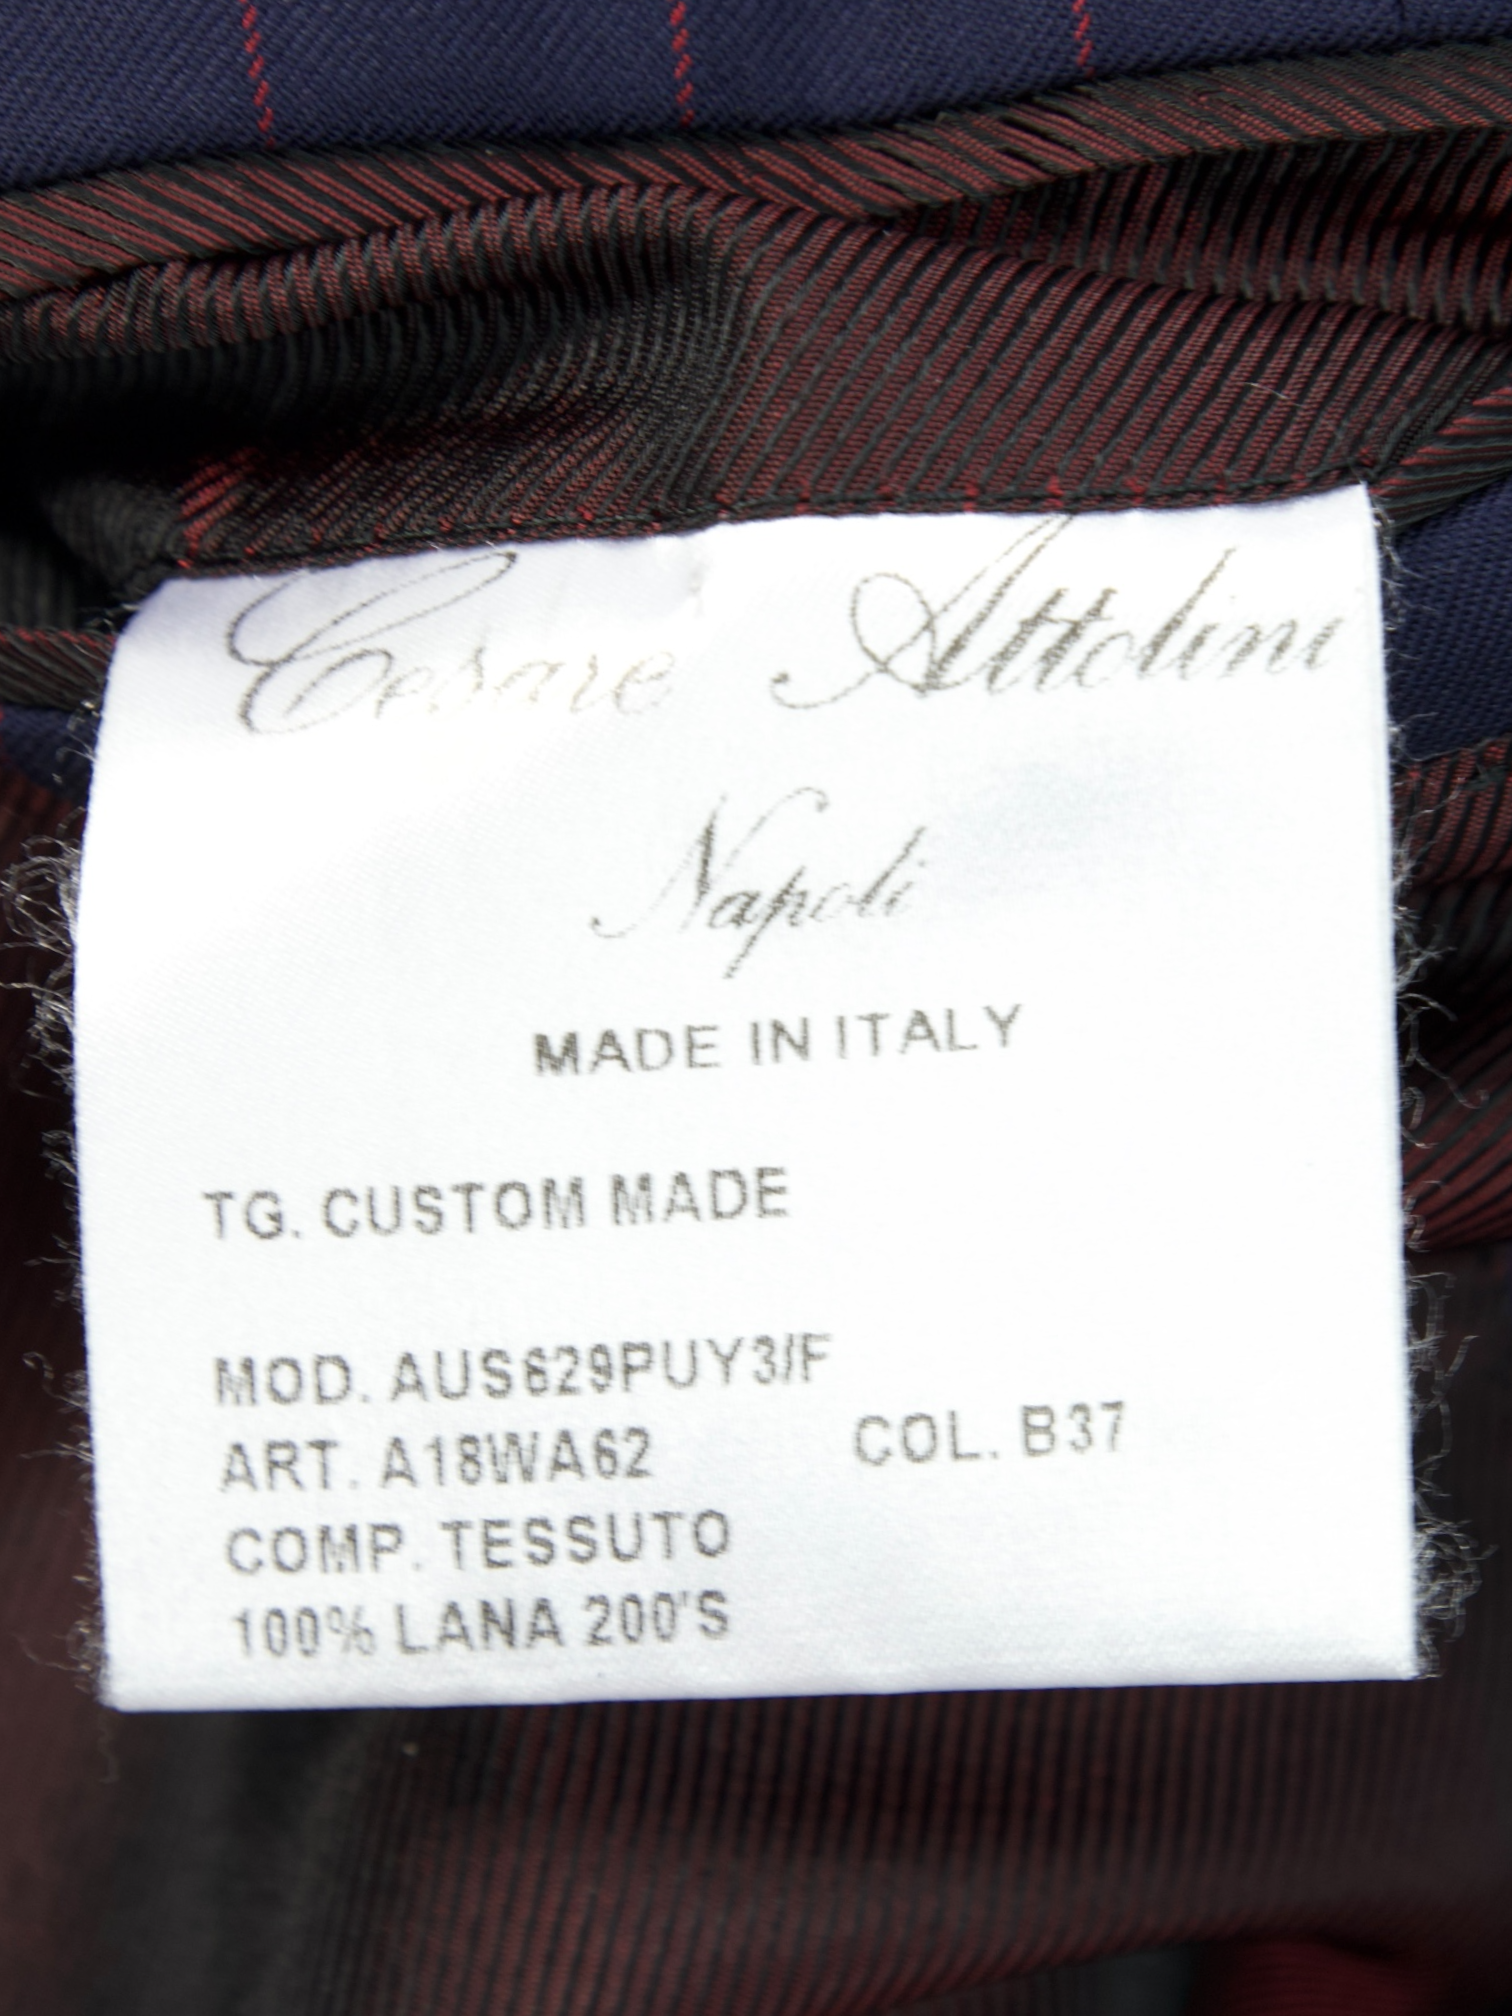 Cesare Attolini
Napoli
MADE IN ITALY
TG. CUSTOM MADE
MOD. AUS629PUY3/F
ART. A18WA62 COL. B37
COMP. TESSUTO
100% LANA 200'S